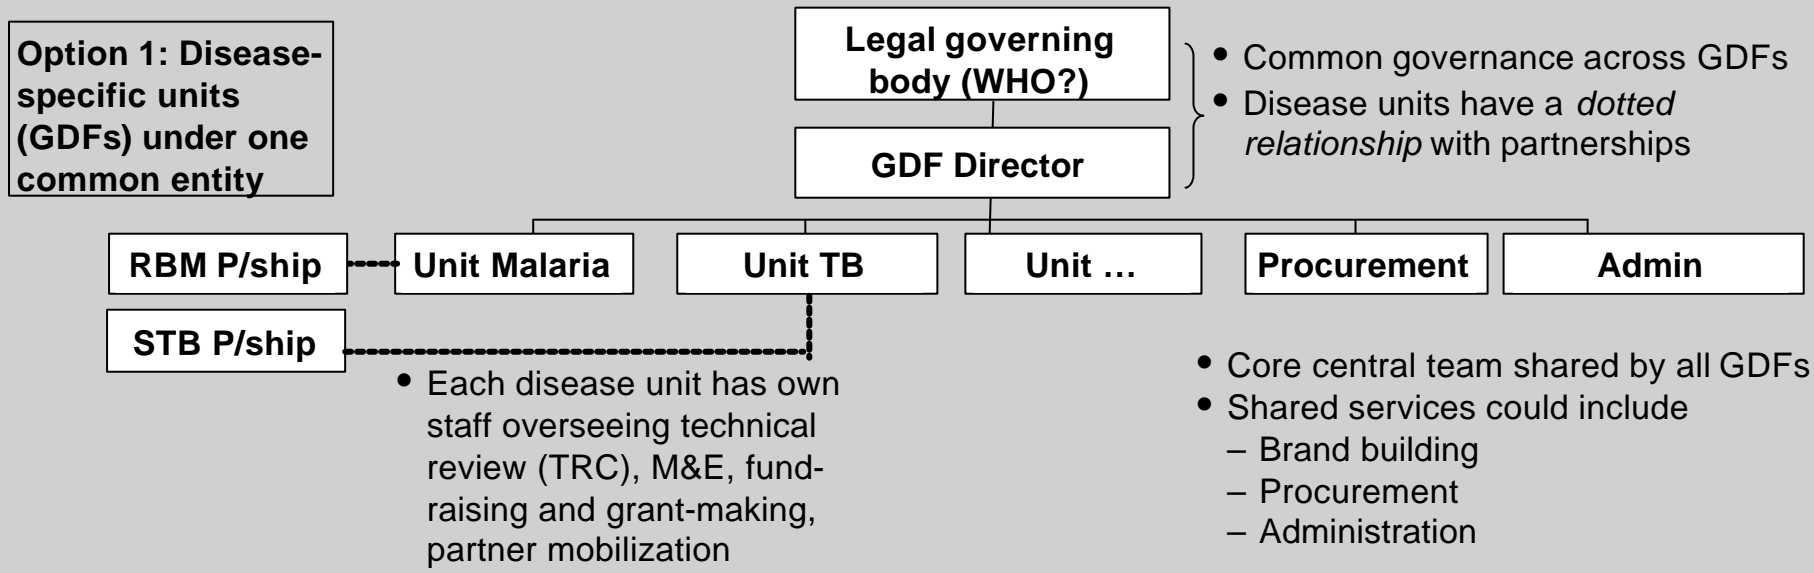 Option 1: Disease-
specific units
(GDFs) under one
common entity
Legal governing
body (WHO?)
GDF Director
• Common governance across GDFs
• Disease units have a dotted
relationship with partnerships
RBM P/ship
Unit Malaria
Unit TB
Unit …
Procurement
Admin
STB P/ship
• Each disease unit has own
staff overseeing technical
review (TRC), M&E, fund-
raising and grant-making,
partner mobilization
• Core central team shared by all GDFs
• Shared services could include
– Brand building
– Procurement
– Administration